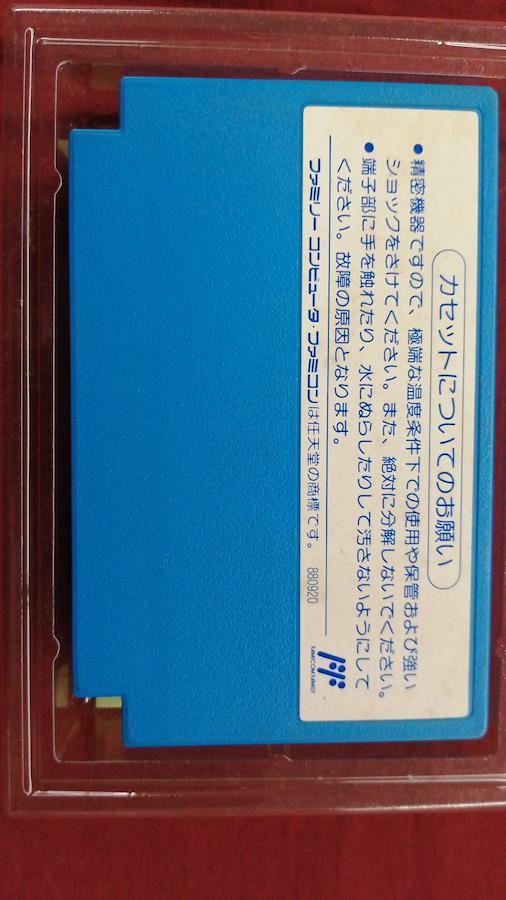 カセットについてのお願い
● 精密機器ですので、極端な温度条件下での使用や保管および強い
ショックをさけてください。また、絶対に分解しないでください。
● 端子部に手を触れたり、水にぬらしたりして汚さないようにして
ください。故障の原因となります。
ファミリー コンピュータ・ファミコンは任天堂の商標です。 880920
FAMICOM FAMILY